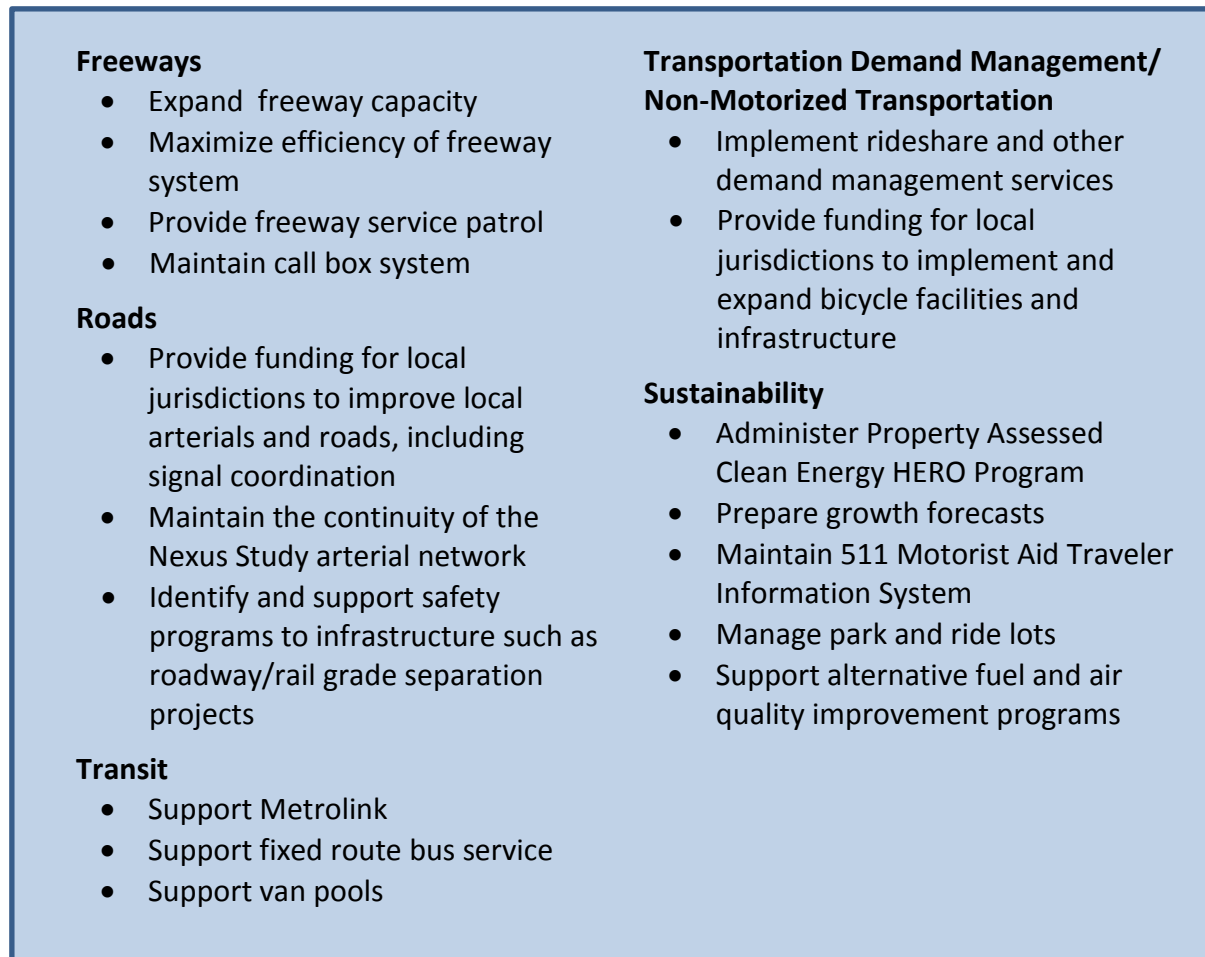 Freeways
• Expand  freeway capacity
• Maximize efficiency of freeway
system
• Provide freeway service patrol
• Maintain call box system
Roads
• Provide funding for local
jurisdictions to improve local
arterials and roads, including
signal coordination
• Maintain the continuity of the
Nexus Study arterial network
• Identify and support safety
programs to infrastructure such as
roadway/rail grade separation
projects
Transit
• Support Metrolink
• Support fixed route bus service
• Support van pools
Transportation Demand Management/
Non-Motorized Transportation
• Implement rideshare and other
demand management services
• Provide funding for local
jurisdictions to implement and
expand bicycle facilities and
infrastructure
Sustainability
• Administer Property Assessed
Clean Energy HERO Program
• Prepare growth forecasts
• Maintain 511 Motorist Aid Traveler
Information System
• Manage park and ride lots
• Support alternative fuel and air
quality improvement programs